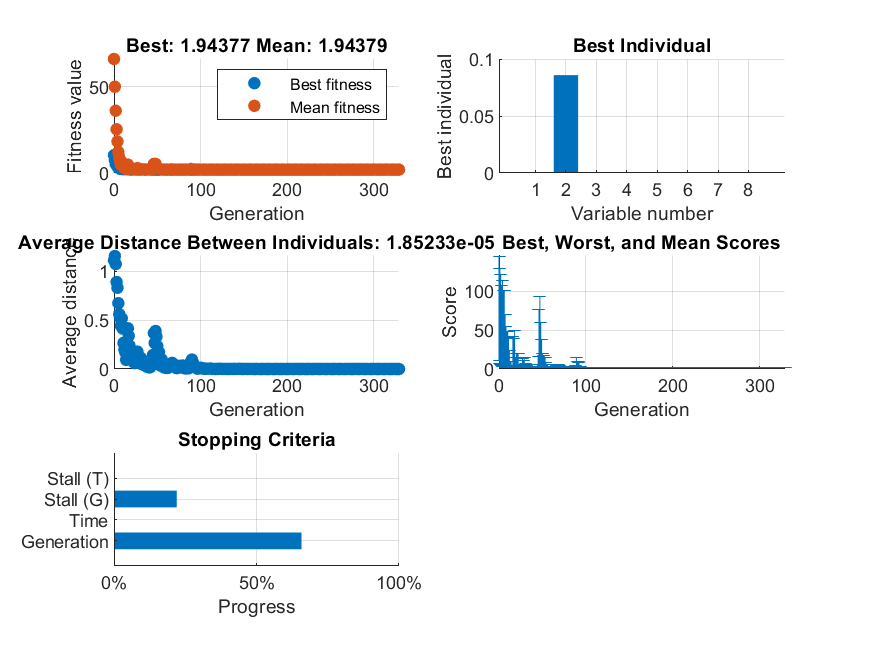 Best: 1.94377 Mean: 1.94379
Fitness value
50
0
Best fitness
Mean fitness
0 100 200 300
Generation
Best Individual
Best individual
0.1
0.05
0
1 2 3 4 5 6 7 8
Variable number
Average Distance Between Individuals: 1.85233e-05
Average distance
1
0.5
0
0 100 200 300
Generation
Best, Worst, and Mean Scores
Score
100
50
0
0 100 200 300
Generation
Stopping Criteria
Stall (T)
Stall (G)
Time
Generation
0% 50% 100%
Progress